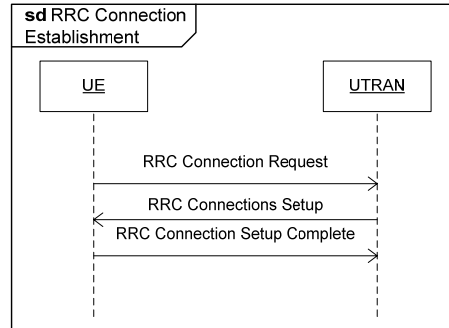 sd RRC Connection
Establishment
UE
UTRAN
RRC Connection Request
RRC Connections Setup
RRC Connection Setup Complete